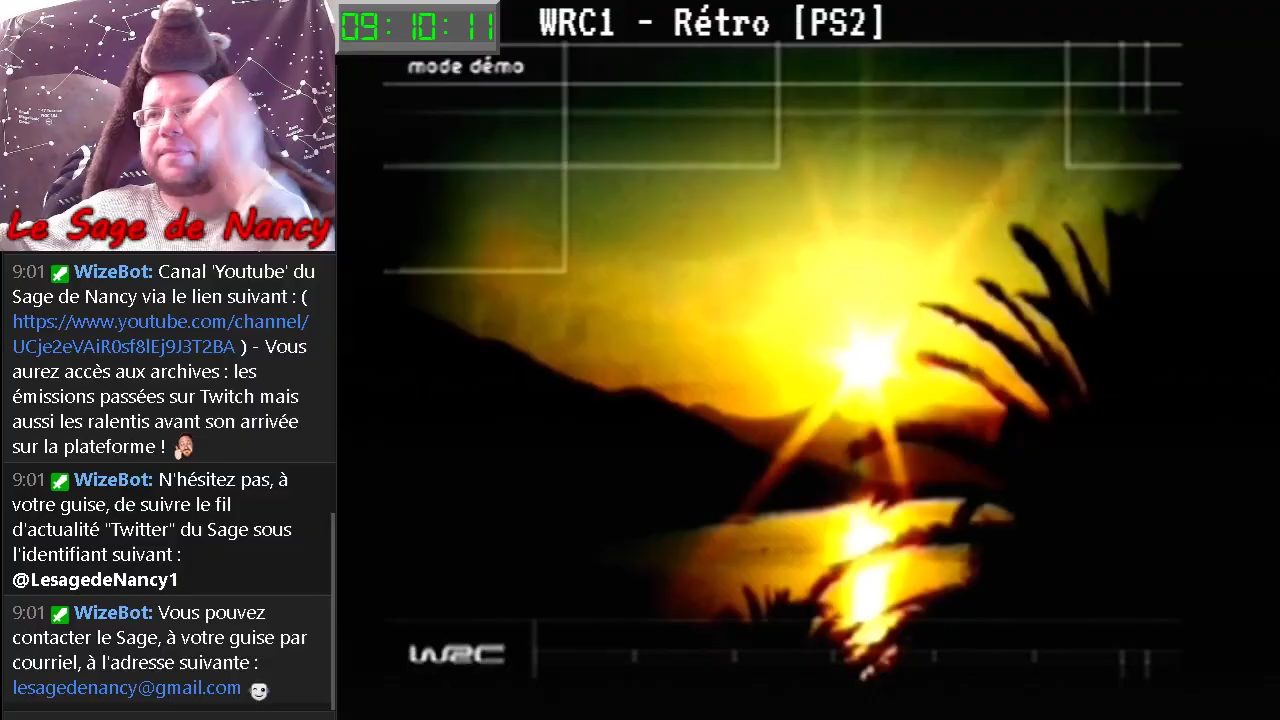 09:10:11
WRC1 - Rétro [PS2]
mode démo
Le Sage de Nancy
9:01 WizeBot: Canal 'Youtube' du
Sage de Nancy via le lien suivant : (
https://www.youtube.com/channel/
UCje2eVAiR0sf8lEj9J3T2BA ) - Vous
aurez accès aux archives : les
émissions passées sur Twitch mais
aussi les ralentis avant son arrivée
sur la plateforme !
9:01 WizeBot: N'hésitez pas, à
votre guise, de suivre le fil
d'actualité "Twitter" du Sage sous
l'identifiant suivant :
@LesagedeNancy1
9:01 WizeBot: Vous pouvez
contacter le Sage, à votre guise par
courriel, à l'adresse suivante :
lesagedenancy@gmail.com
WRC